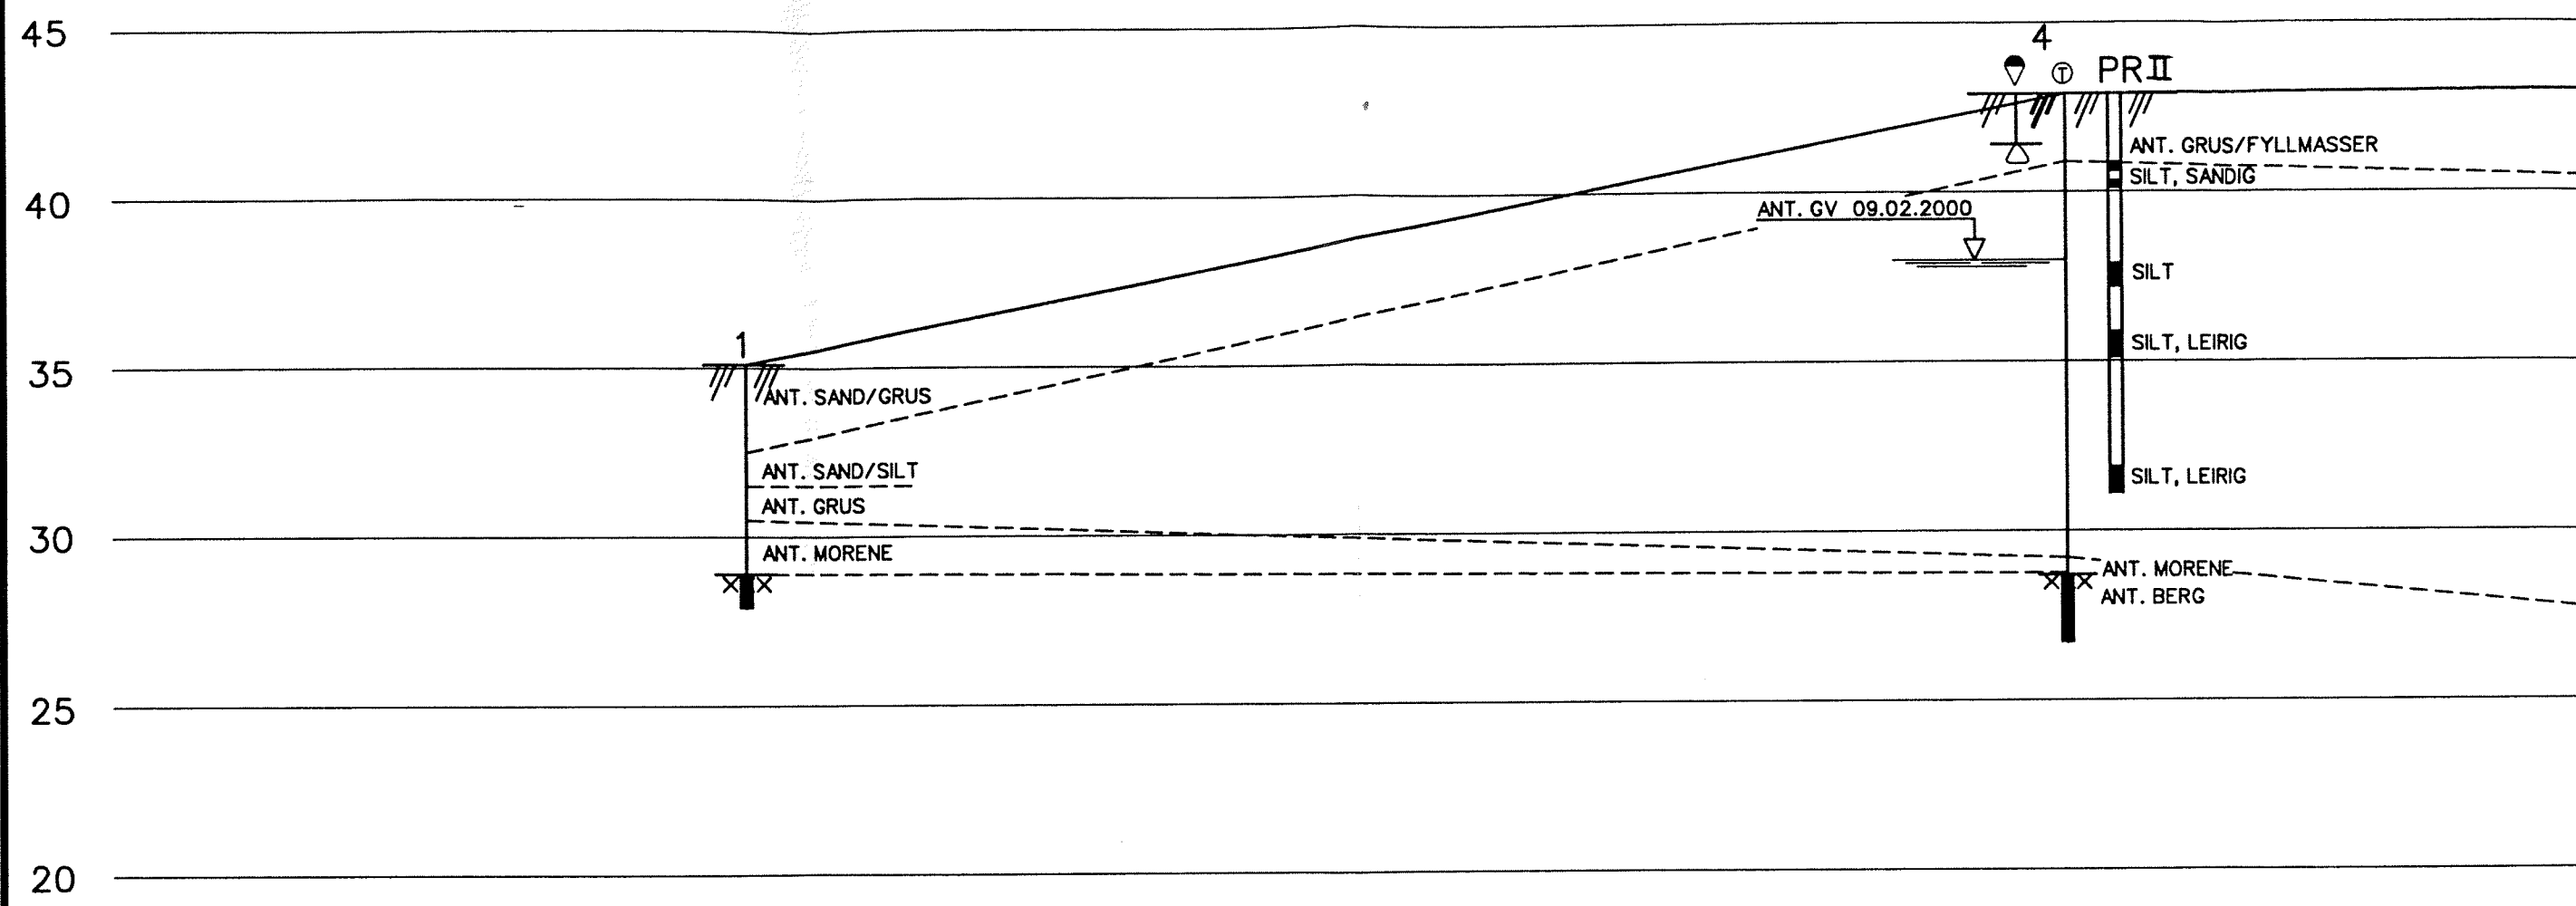 45
4
T PRII
ANT. GRUS/FYLLMASSER
SILT, SANDIG
40
ANT. GV 09.02.2000
SILT
1
SILT, LEIRIG
35
ANT. SAND/GRUS
ANT. SAND/SILT
SILT, LEIRIG
ANT. GRUS
30
ANT. MORENE
ANT. MORENE
ANT. BERG
25
20